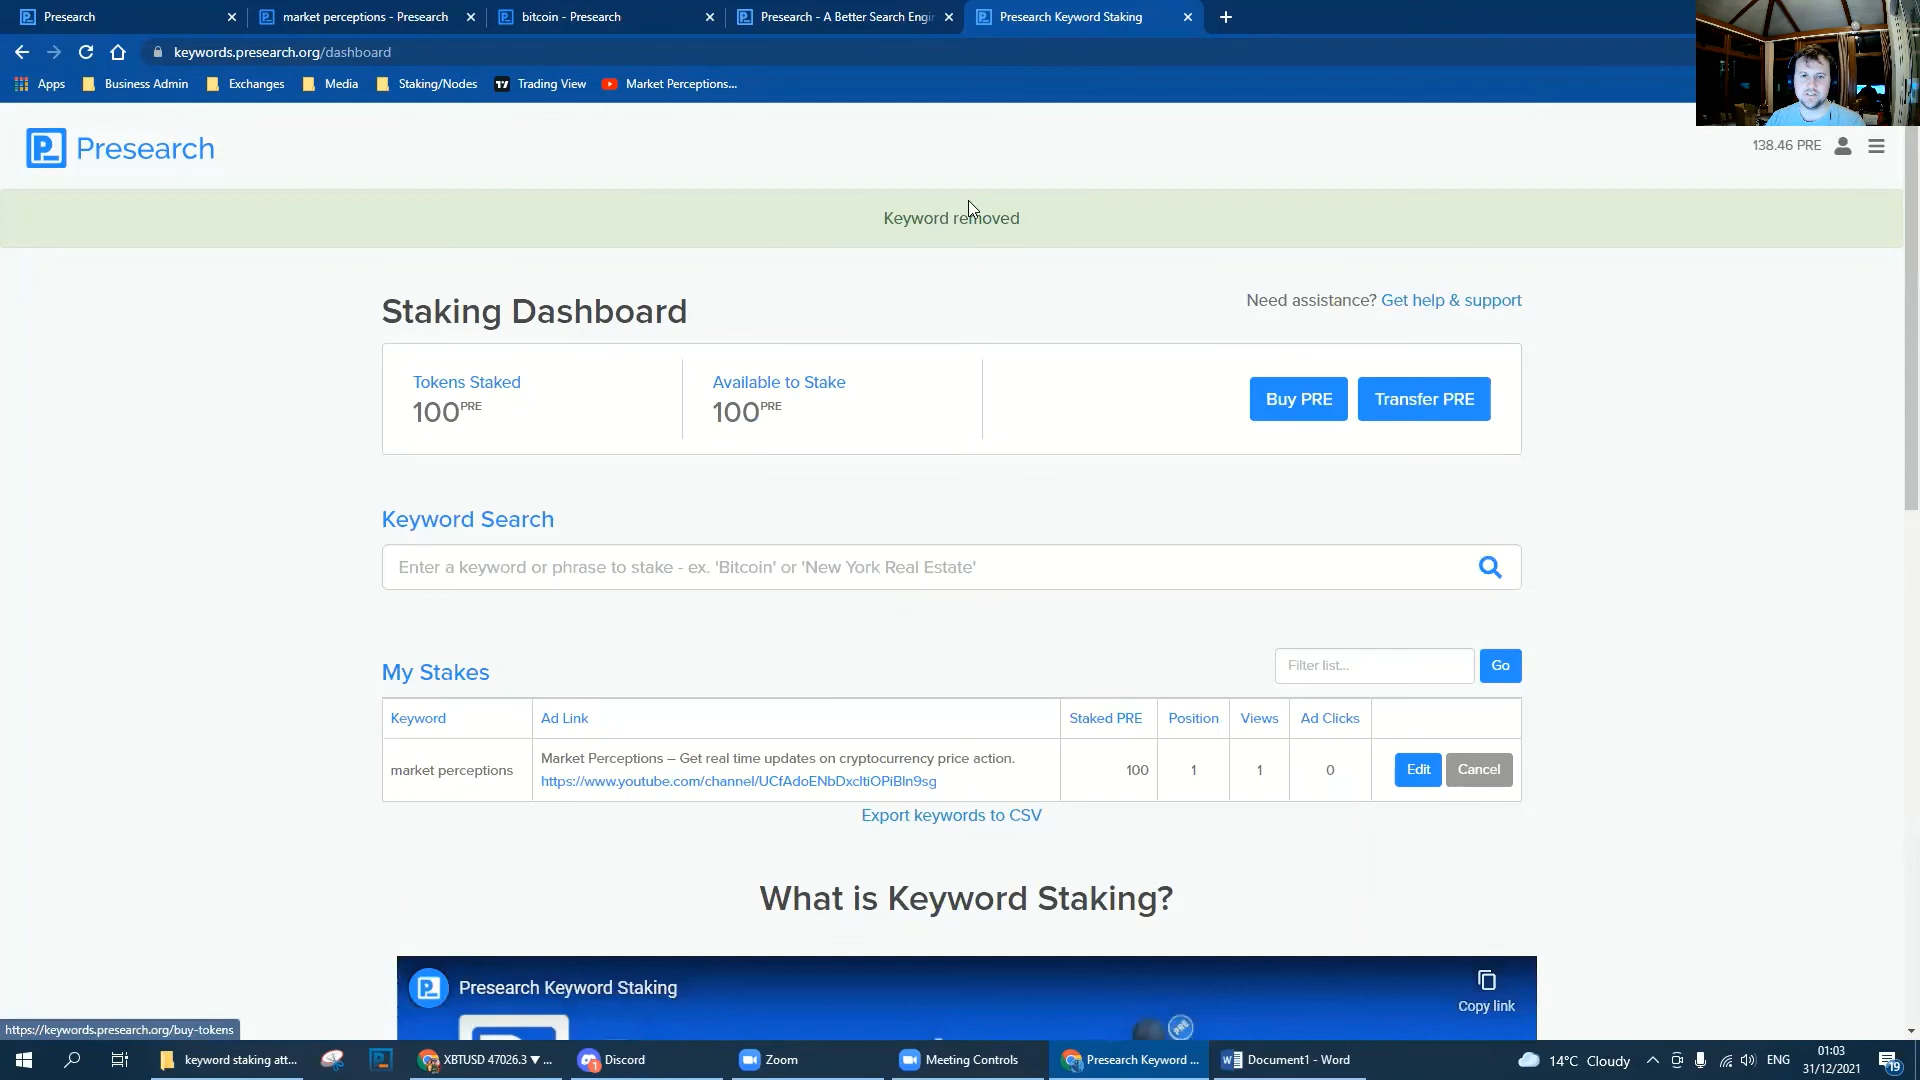 Presearch
market perceptions - Presearch
bitcoin - Presearch
Presearch - A Better Search Engin
Presearch Keyword Staking
keywords.presearch.org/dashboard
Apps
Business Admin
Exchanges
Media
Staking/Nodes
Trading View
Market Perceptions...
Presearch
138.46 PRE
Keyword removed
Staking Dashboard
Need assistance? Get help & support
Tokens Staked
100 PRE
Available to Stake
100 PRE
Buy PRE
Transfer PRE
Keyword Search
Enter a keyword or phrase to stake - ex. 'Bitcoin' or 'New York Real Estate'
My Stakes
Filter list...
Go
Keyword
Ad Link
Staked PRE
Position
Views
Ad Clicks
market perceptions
Market Perceptions – Get real time updates on cryptocurrency price action.
https://www.youtube.com/channel/UCfAdoENbDxcltiOPiBln9sg
100
1
1
0
Edit
Cancel
Export keywords to CSV
What is Keyword Staking?
Presearch Keyword Staking
Copy link
PRE
https://keywords.presearch.org/buy-tokens
keyword staking att...
XBTUSD 47026.3 ▼ ...
Discord
Zoom
Meeting Controls
Presearch Keyword ...
Document1 - Word
14°C Cloudy
ENG
01:03
31/12/2021
19